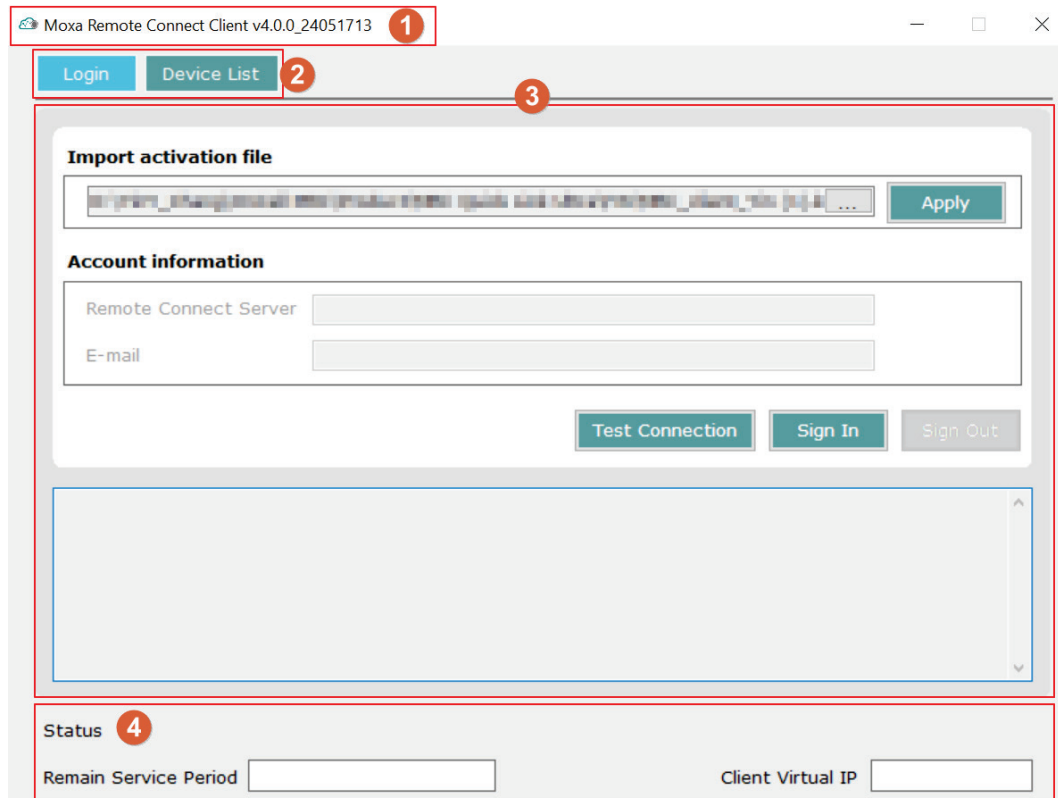 Moxa Remote Connect Client v4.0.0_24051713 1
Login Device List 2
3
Import activation file
... Apply
Account information
Remote Connect Server
E-mail
Test Connection Sign In Sign Out
Status 4
Remain Service Period Client Virtual IP